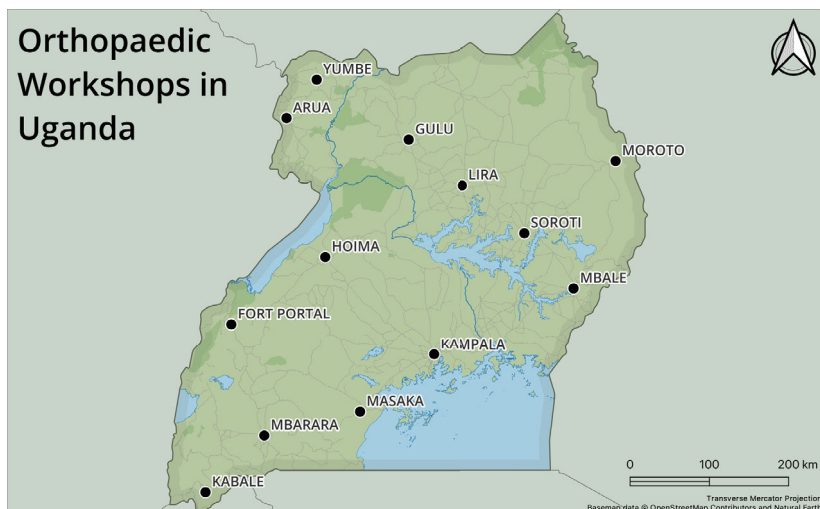 Orthopaedic
Workshops in
Uganda
YUMBE
ARUA
GULU
MOROTO
LIRA
SOROTI
HOIMA
MBALE
FORT PORTAL
KAMPALA
MASAKA
MBARARA
KABALE
0 100 200 km
Transverse Mercator Projection
Basemap data © OpenStreetMap Contributors and Natural Earth